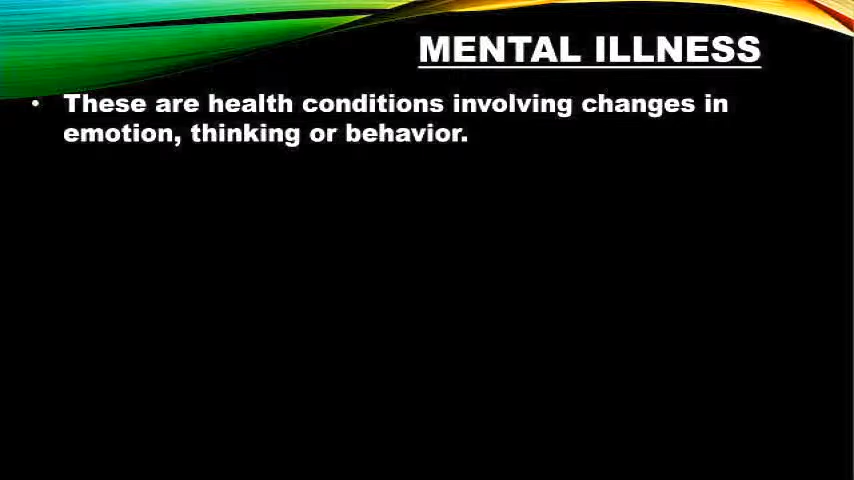 MENTAL ILLNESS
• These are health conditions involving changes in
emotion, thinking or behavior.